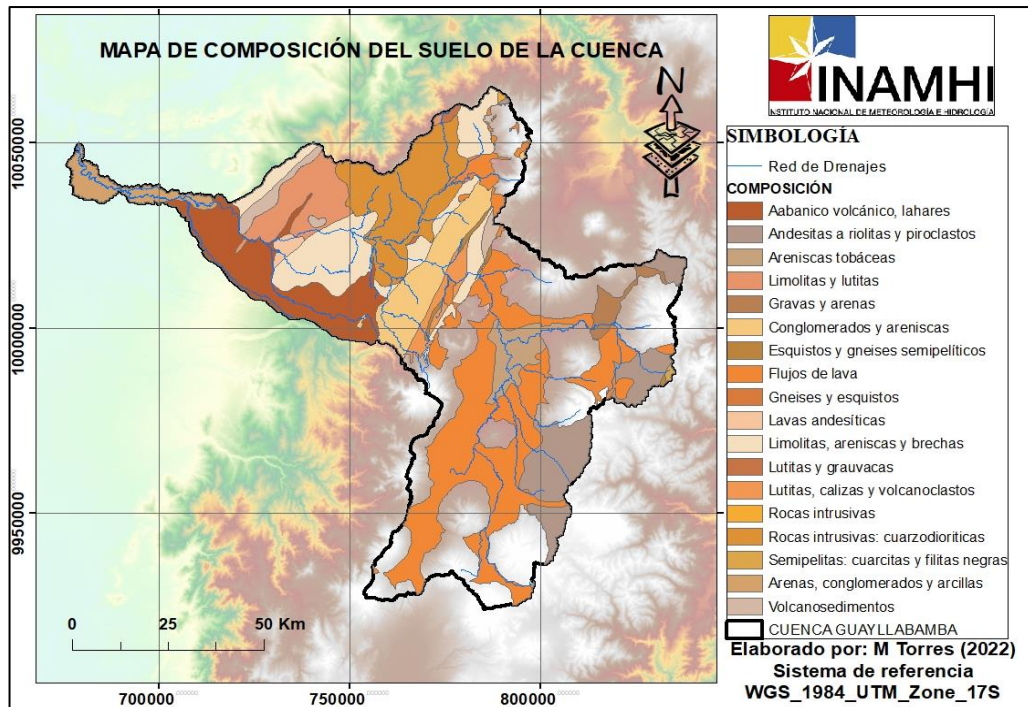 MAPA DE COMPOSICIÓN DEL SUELO DE LA CUENCA
N
INAMHI
INSTITUTO NACIONAL DE METEOROLOGÍA E HIDROLOGÍA
SIMBOLOGÍA
Red de Drenajes
COMPOSICIÓN
Aabanico volcánico, lahares
Andesitas a riolitas y piroclastos
Areniscas tobáceas
Limolitas y lutitas
Gravas y arenas
Conglomerados y areniscas
Esquistos y gneises semipelíticos
Flujos de lava
Gneises y esquistos
Lavas andesíticas
Limolitas, areniscas y brechas
Lutitas y grauvacas
Lutitas, calizas y volcanoclastos
Rocas intrusivas
Rocas intrusivas: cuarzodioriticas
Semipelitas: cuarcitas y filitas negras
Arenas, conglomerados y arcillas
Volcanosedimentos
CUENCA GUAYLLABAMBA
Elaborado por: M Torres (2022)
Sistema de referencia
WGS_1984_UTM_Zone_17S
10050000
10000000
9950000
0 25 50 Km
700000 750000 800000